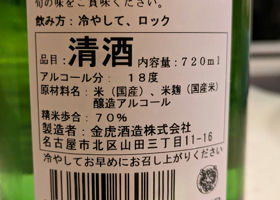 旬の味をご賞味ください。
飲み方：冷やして、ロック
品目：清酒 内容量：720ml
アルコール分： 18度
原材料名：米（国産）、米麹（国産米）
醸造アルコール
精米歩合：70%
製造者：金虎酒造株式会社
名古屋市北区山田三丁目11-16
冷やしてお早めにお召し上がりください